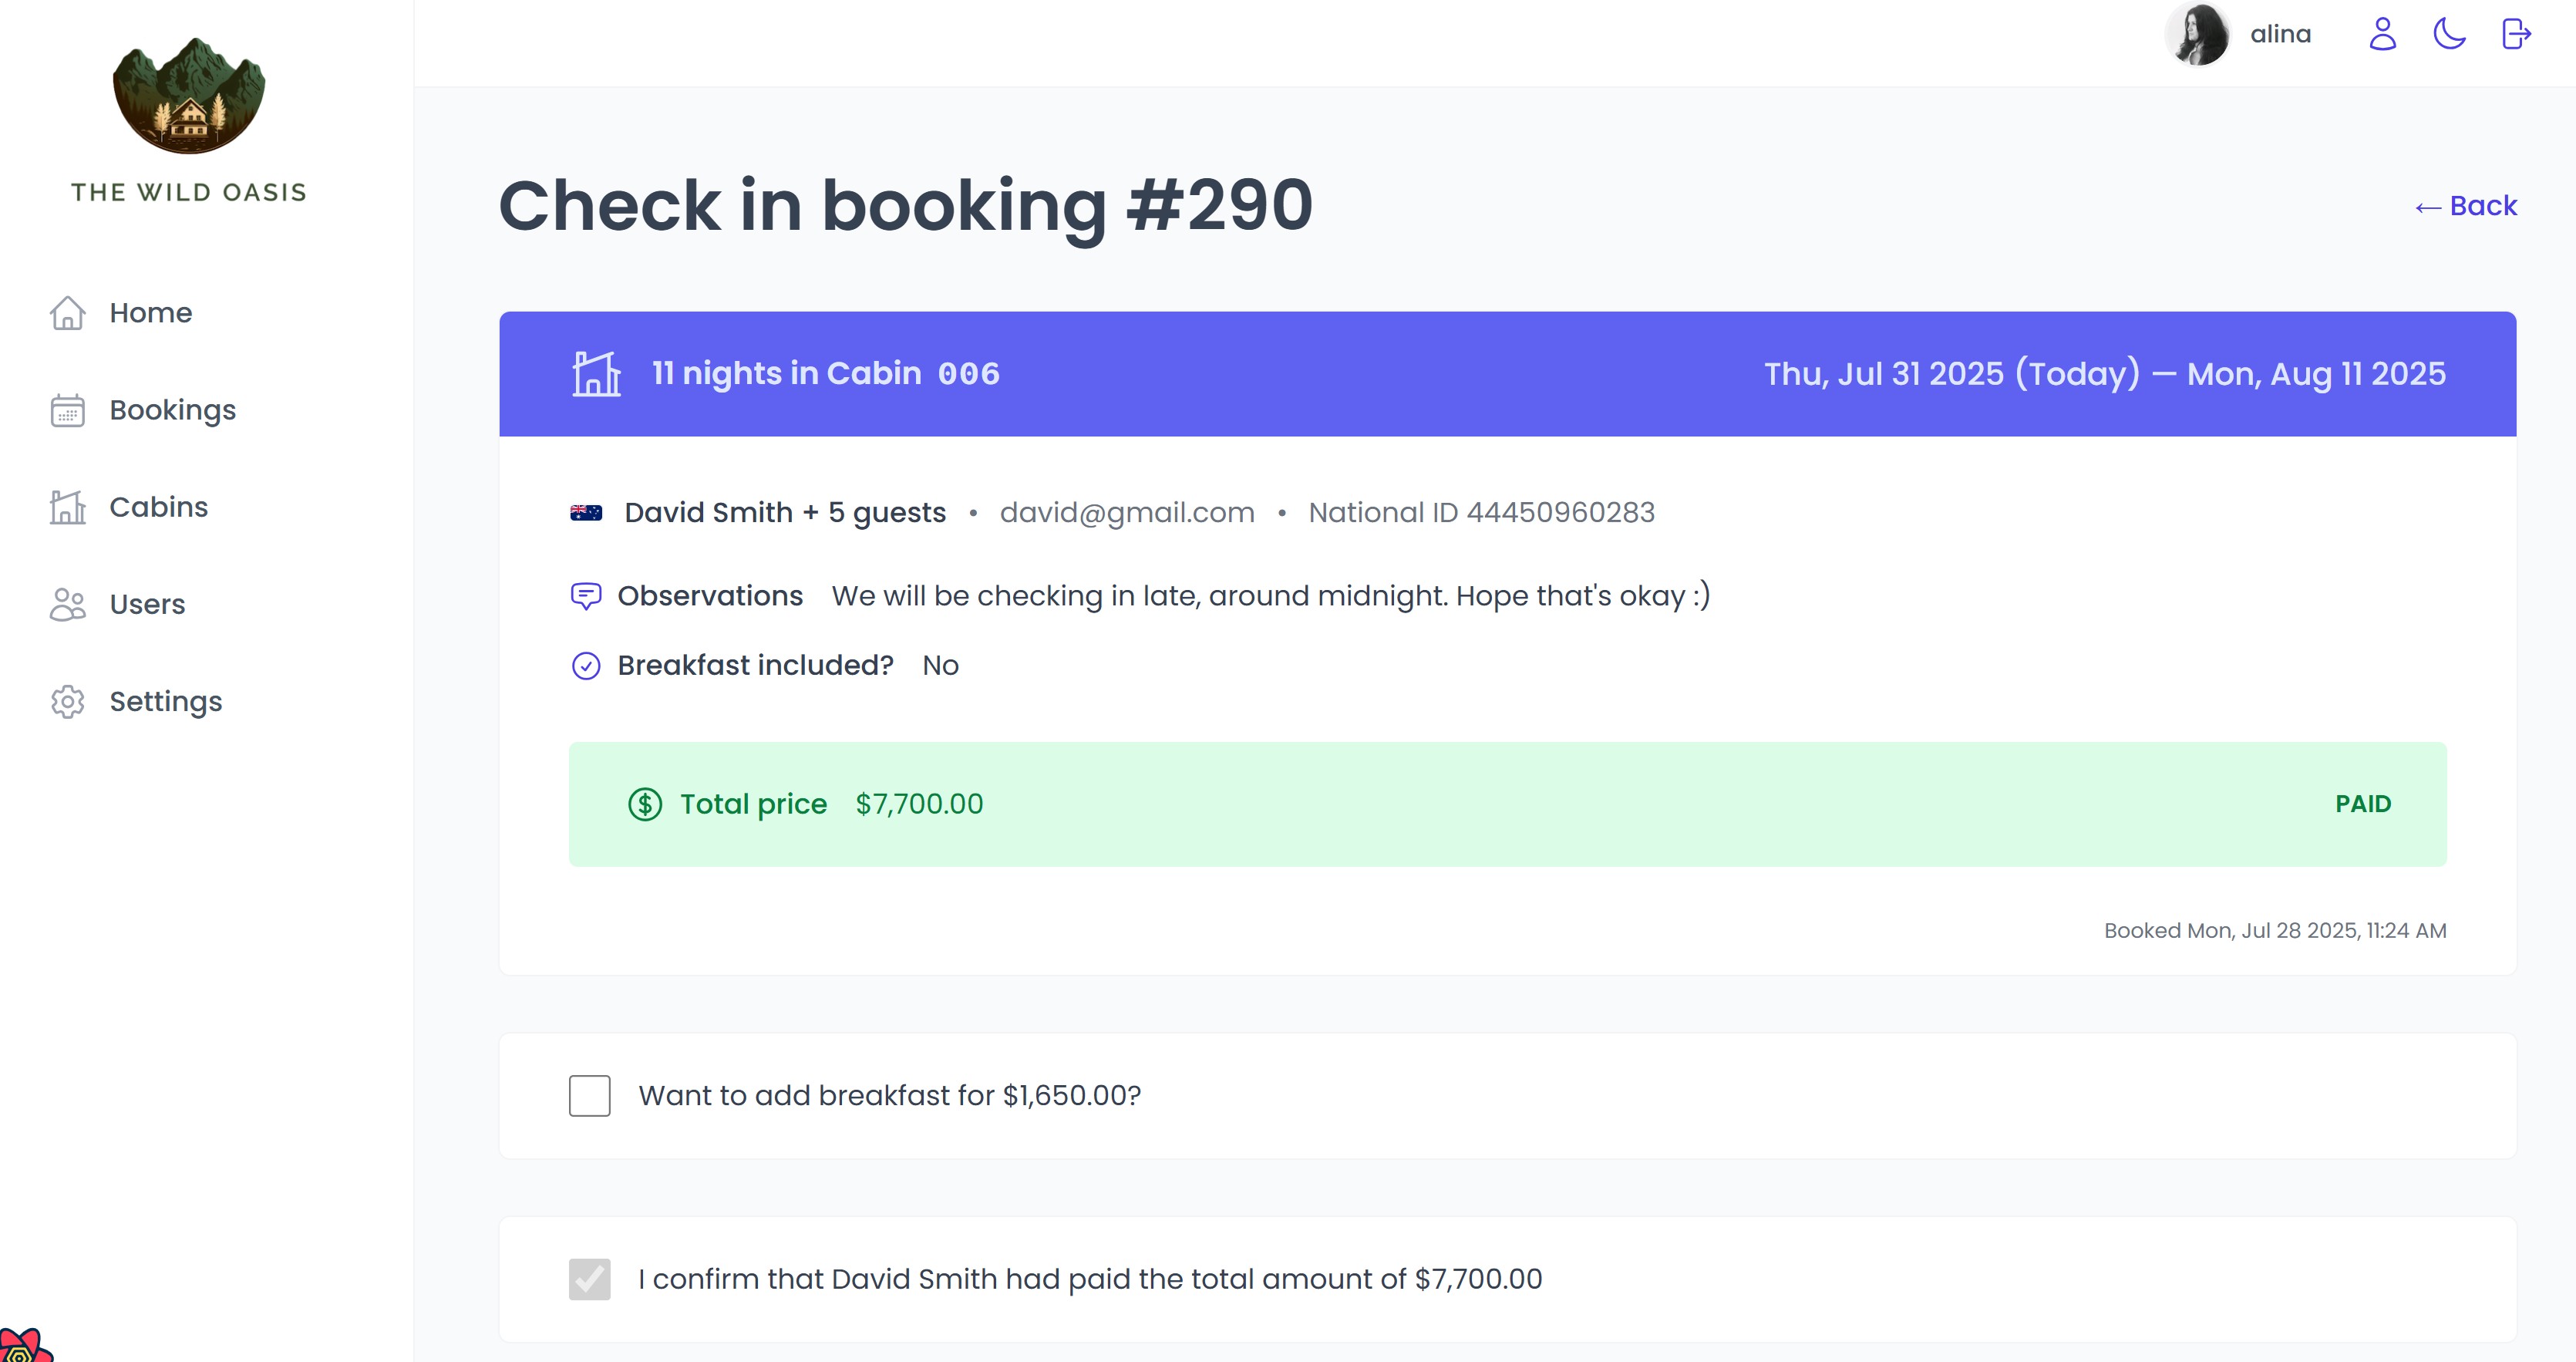 THE WILD OASIS
Home
Bookings
Cabins
Users
Settings
alina
Check in booking #290
← Back
11 nights in Cabin 006
Thu, Jul 31 2025 (Today) — Mon, Aug 11 2025
David Smith + 5 guests • david@gmail.com • National ID 44450960283
Observations We will be checking in late, around midnight. Hope that's okay :)
Breakfast included? No
Total price $7,700.00
PAID
Booked Mon, Jul 28 2025, 11:24 AM
Want to add breakfast for $1,650.00?
I confirm that David Smith had paid the total amount of $7,700.00